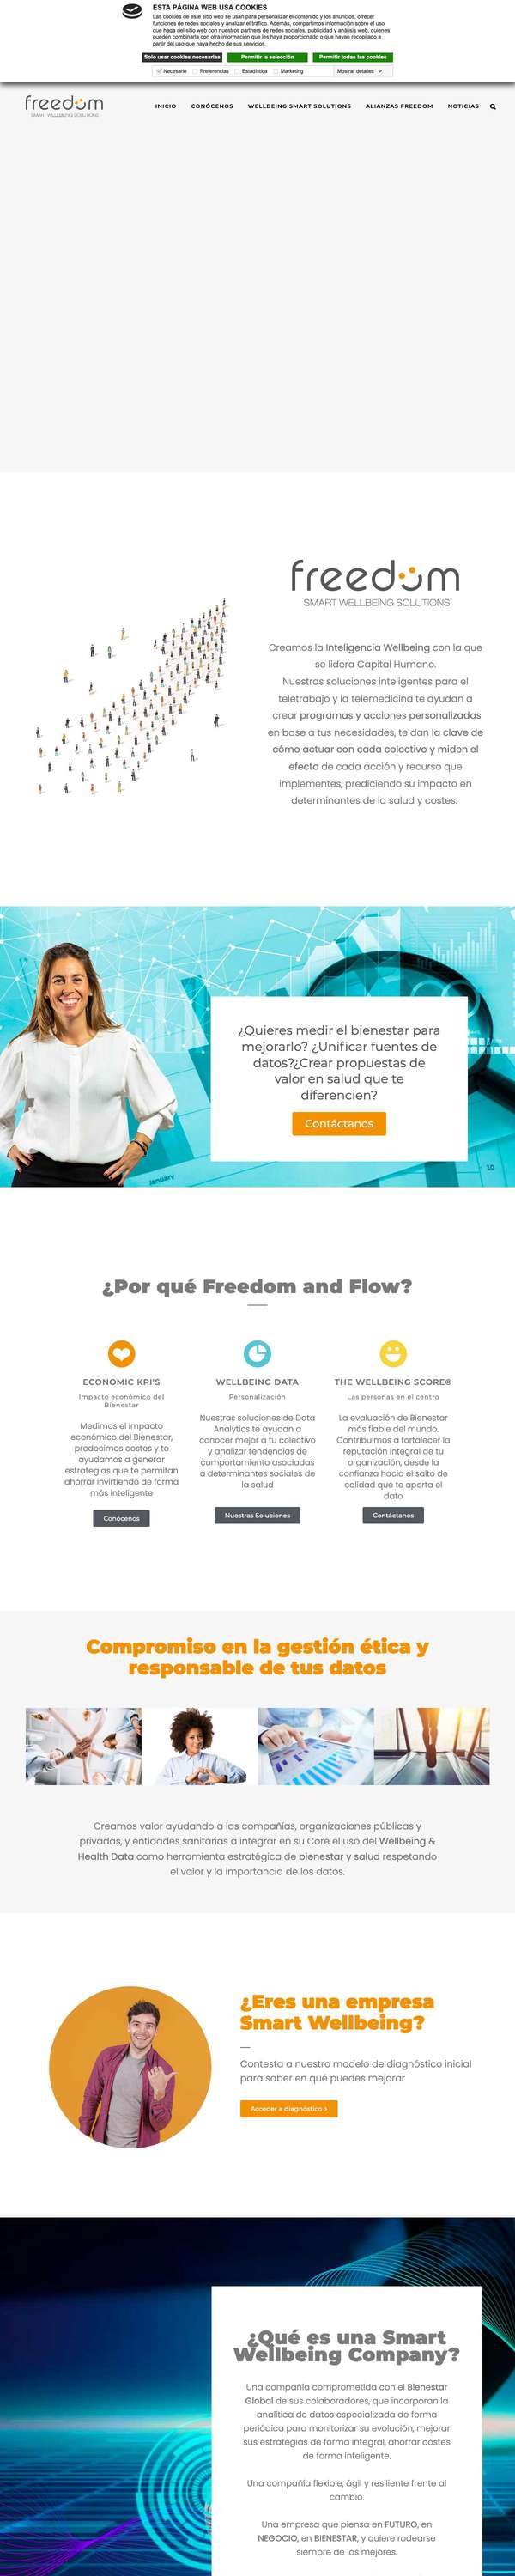 ESTA PÁGINA WEB USA COOKIES
Las cookies de este sitio web se usan para personalizar el contenido y los anuncios, ofrecer
funciones de redes sociales y analizar el tráfico. Además, compartimos información sobre el uso
que haga del sitio web con nuestros partners de redes sociales, publicidad y análisis web, quienes
pueden combinarla con otra información que les haya proporcionado o que hayan recopilado a
partir del uso que haya hecho de sus servicios.
Solo usar cookies necesarias
Permitir la selección
Permitir todas las cookies
Necesario
Preferencias
Estadística
Marketing
Mostrar detalles
freedom
SMART WELLBEING SOLUTIONS
INICIO
CONÓCENOS
WELLBEING SMART SOLUTIONS
ALIANZAS FREEDOM
NOTICIAS
freedom
SMART WELLBEING SOLUTIONS
Creamos la Inteligencia Wellbeing con la que
se lidera Capital Humano.
Nuestras soluciones inteligentes para el
teletrabajo y la telemedicina te ayudan a
crear programas y acciones personalizadas
en base a tus necesidades, te dan la clave de
cómo actuar con cada colectivo y miden el
efecto de cada acción y recurso que
implementes, prediciendo su impacto en
determinantes de la salud y costes.
¿Quieres medir el bienestar para
mejorarlo? ¿Unificar fuentes de
datos?¿Crear propuestas de
valor en salud que te
diferencien?
Contáctanos
January
10
¿Por qué Freedom and Flow?
ECONOMIC KPI'S
Impacto económico del
Bienestar
Medimos el impacto
económico del Bienestar,
predecimos costes y te
ayudamos a generar
estrategias que te permitan
ahorrar invirtiendo de forma
más inteligente
Conócenos
WELLBEING DATA
Personalización
Nuestras soluciones de Data
Analytics te ayudan a
conocer mejor a tu colectivo
y analizar tendencias de
comportamiento asociadas
a determinantes sociales de
la salud
Nuestras Soluciones
THE WELLBEING SCORE®
Las personas en el centro
La evaluación de Bienestar
más fiable del mundo.
Contribuimos a fortalecer la
reputación integral de tu
organización, desde la
confianza hacia el salto de
calidad que te aporta el
dato
Contáctanos
Compromiso en la gestión ética y
responsable de tus datos
Creamos valor ayudando a las compañías, organizaciones públicas y
privadas, y entidades sanitarias a integrar en su Core el uso del Wellbeing &
Health Data como herramienta estratégica de bienestar y salud respetando
el valor y la importancia de los datos.
¿Eres una empresa
Smart Wellbeing?
Contesta a nuestro modelo de diagnóstico inicial
para saber en qué puedes mejorar
Acceder a diagnóstico >
¿Qué es una Smart
Wellbeing Company?
Una compañía comprometida con el Bienestar
Global de sus colaboradores, que incorporan la
analítica de datos especializada de forma
periódica para monitorizar su evolución, mejorar
sus estrategias de forma integral, ahorrar costes
de forma inteligente.
Una compañía flexible, ágil y resiliente frente al
cambio.
Una empresa que piensa en FUTURO, en
NEGOCIO, en BIENESTAR, y quiere rodearse
siempre de los mejores.